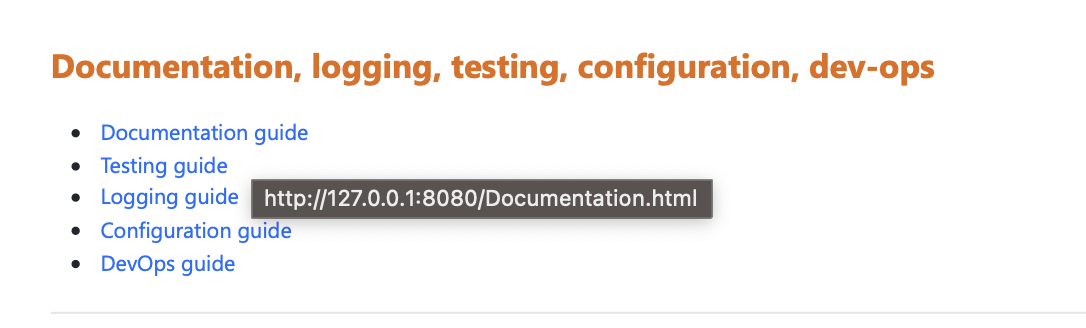 Documentation, logging, testing, configuration, dev-ops
Documentation guide
Testing guide
Logging guide
http://127.0.0.1:8080/Documentation.html
Configuration guide
DevOps guide